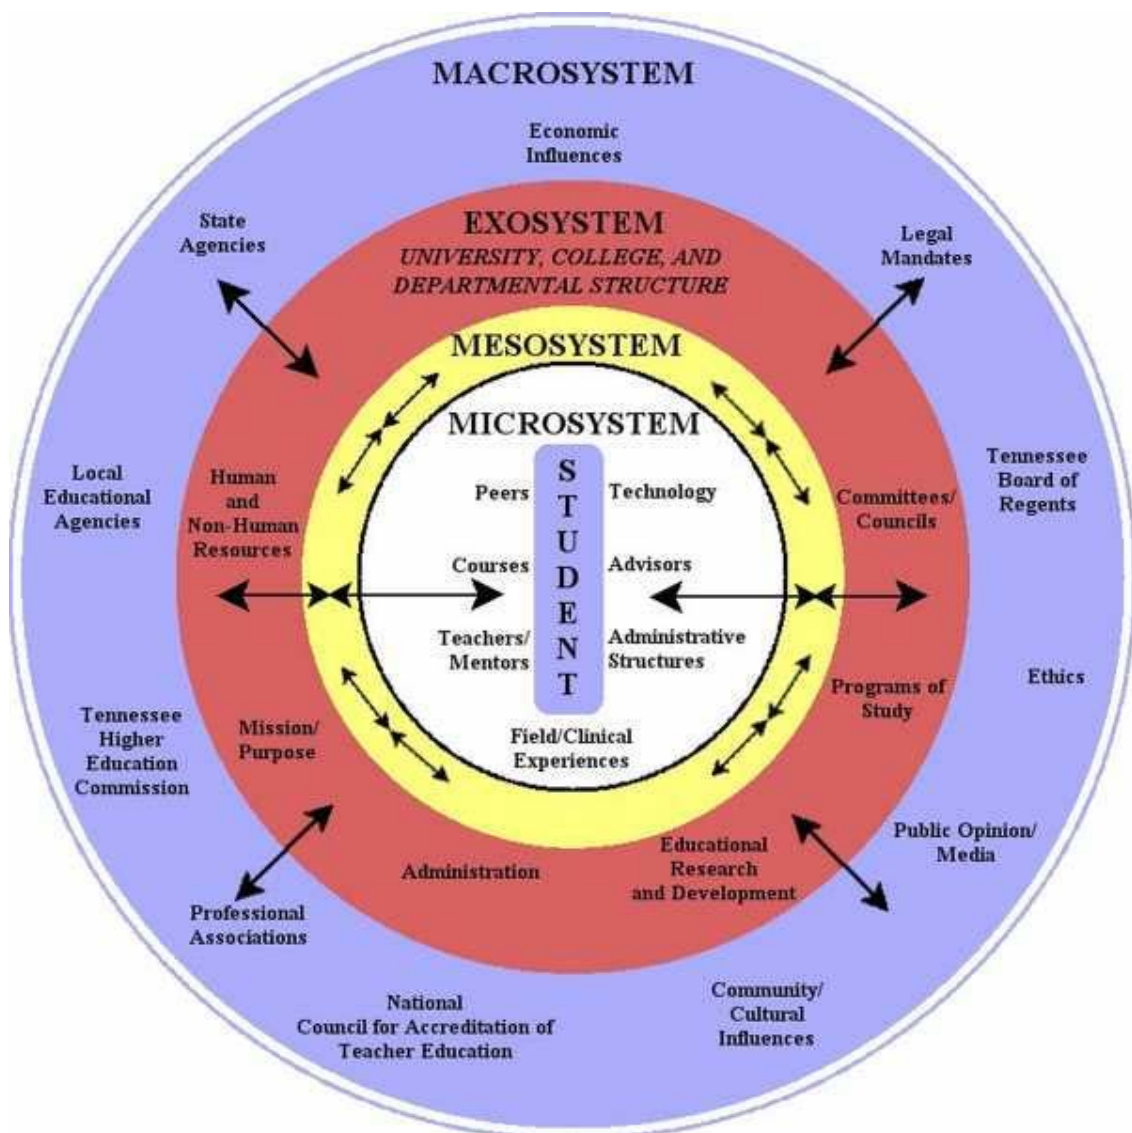 MACROSYSTEM
Economic
Influences
State
Agencies
Legal
Mandates
EXOSYSTEM
UNIVERSITY, COLLEGE, AND
DEPARTMENTAL STRUCTURE
MESOSYSTEM
MICROSYSTEM
STUDENT
Peers
Technology
Courses
Advisors
Teachers/
Mentors
Administrative
Structures
Field/Clinical
Experiences
Local
Educational
Agencies
Human
and
Non-Human
Resources
Committees/
Councils
Tennessee
Board of
Regents
Ethics
Programs of
Study
Tennessee
Higher
Education
Commission
Mission/
Purpose
Administration
Educational
Research
and Development
Public Opinion/
Media
Professional
Associations
National
Council for Accreditation of
Teacher Education
Community/
Cultural
Influences